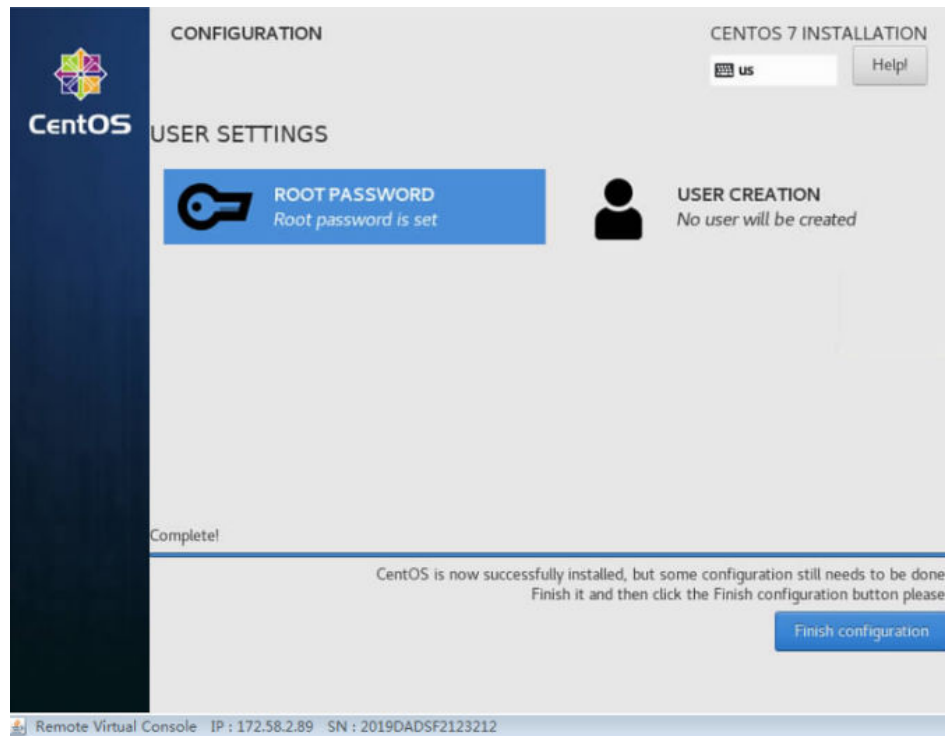 CONFIGURATION
CENTOS 7 INSTALLATION
us
Help!
CentOS
USER SETTINGS
ROOT PASSWORD
Root password is set
USER CREATION
No user will be created
Complete!
CentOS is now successfully installed, but some configuration still needs to be done
Finish it and then click the Finish configuration button please
Finish configuration
Remote Virtual Console IP : 172.58.2.89 SN : 2019DADSF2123212